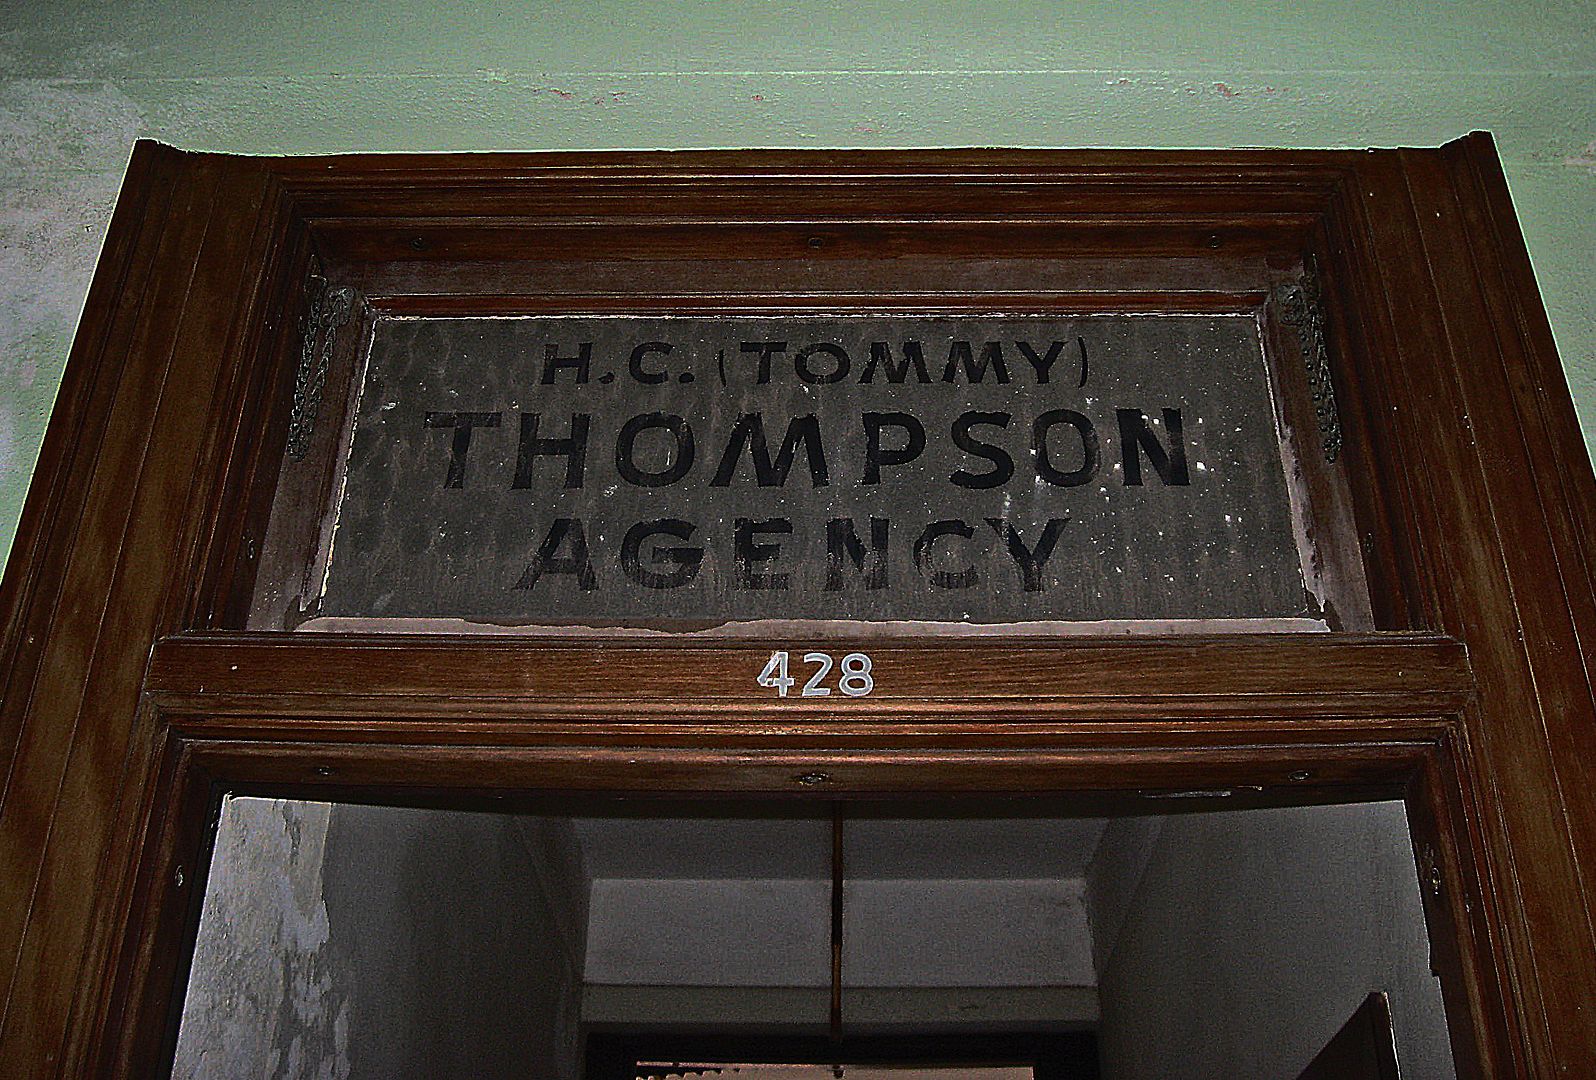 H.C. (TOMMY)
THOMPSON
AGENCY
428